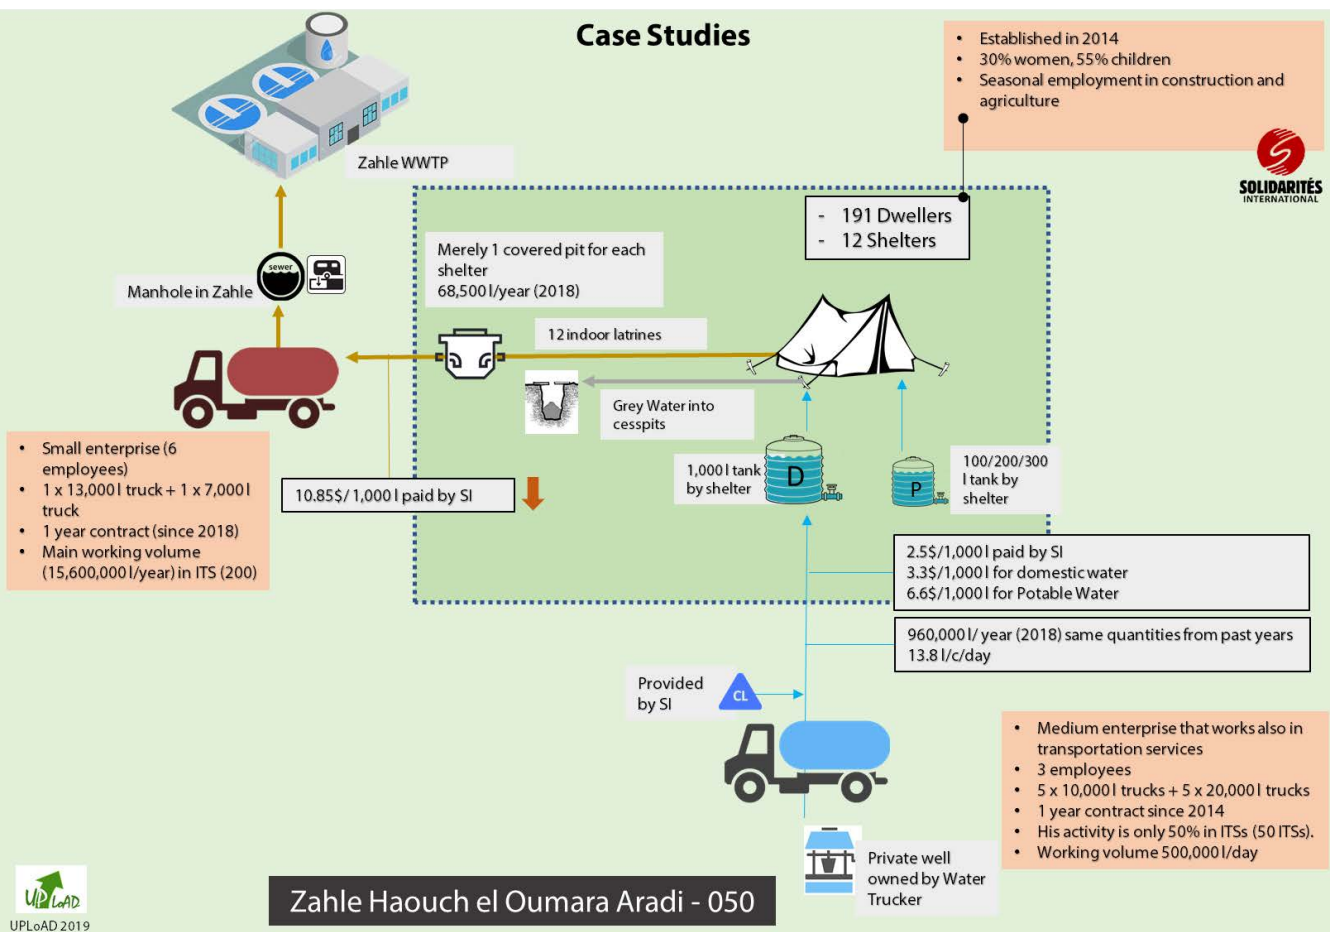 Case Studies
• Established in 2014
• 30% women, 55% children
• Seasonal employment in construction and
agriculture
SOLIDARITÉS
INTERNATIONAL
Zahle WWTP
- 191 Dwellers
- 12 Shelters
Merely 1 covered pit for each
shelter
68,500 l/year (2018)
sewer
Manhole in Zahle
12 indoor latrines
Grey Water into
cesspits
• Small enterprise (6
employees)
• 1 x 13,000 l truck + 1 x 7,000 l
truck
• 1 year contract (since 2018)
• Main working volume
(15,600,000 l/year) in ITS (200)
10.85$/ 1,000 l paid by SI
1,000 l tank
by shelter
D
P
100/200/300
l tank by
shelter
2.5$/1,000 l paid by SI
3.3$/1,000 l for domestic water
6.6$/1,000 l for Potable Water
960,000 l/ year (2018) same quantities from past years
13.8 l/c/day
Provided
by SI
CL
• Medium enterprise that works also in
transportation services
• 3 employees
• 5 x 10,000 l trucks + 5 x 20,000 l trucks
• 1 year contract since 2014
• His activity is only 50% in ITSs (50 ITSs).
• Working volume 500,000 l/day
Private well
owned by Water
Trucker
Zahle Haouch el Oumara Aradi - 050
UPLoAD
UPLoAD 2019